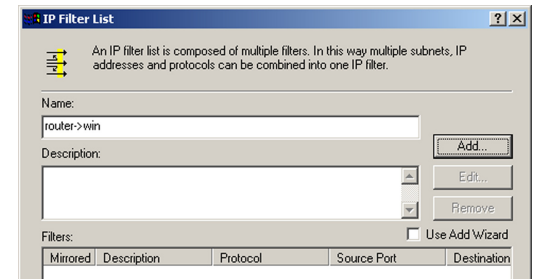 IP Filter List
An IP filter list is composed of multiple filters. In this way multiple subnets, IP
addresses and protocols can be combined into one IP filter.
Name:
router->win
Add...
Description:
Edit...
Remove
Filters:
Use Add Wizard
Mirrored Description Protocol Source Port Destination